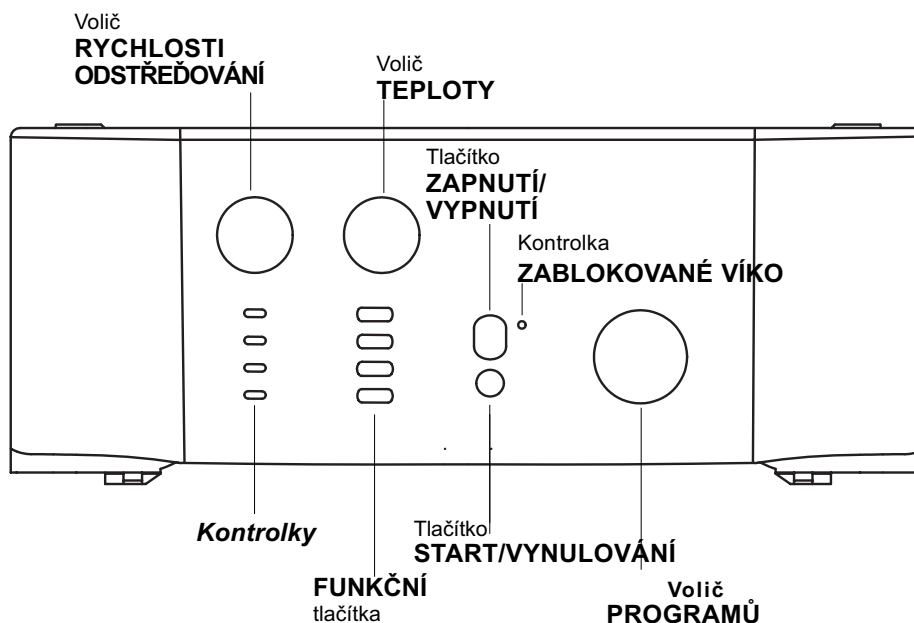 Volič
RYCHLOSTI
ODSTŘEĎOVÁNÍ
Volič
TEPLOTY
Tlačítko
ZAPNUTÍ/
VYPNUTÍ
Kontrolka
ZABLOKOVANÉ VÍKO
Kontrolky
FUNKČNÍ
tlačítka
Tlačítko
START/VYNULOVÁNÍ
Volič
PROGRAMŮ